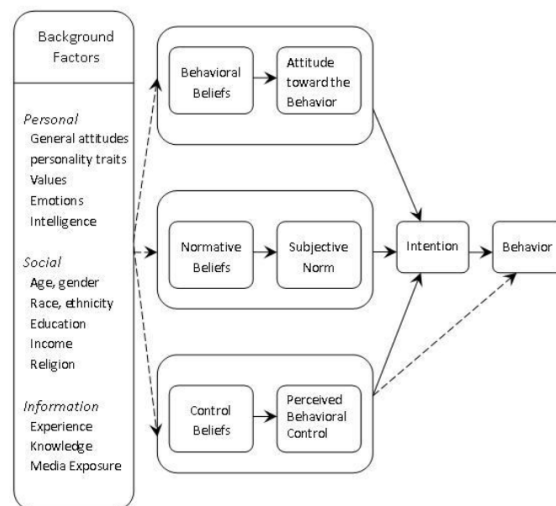 Background
Factors
Personal
General attitudes
personality traits
Values
Emotions
Intelligence
Social
Age, gender
Race, ethnicity
Education
Income
Religion
Information
Experience
Knowledge
Media Exposure
Behavioral
Beliefs
Attitude
toward the
Behavior
Normative
Beliefs
Subjective
Norm
Control
Beliefs
Perceived
Behavioral
Control
Intention
Behavior